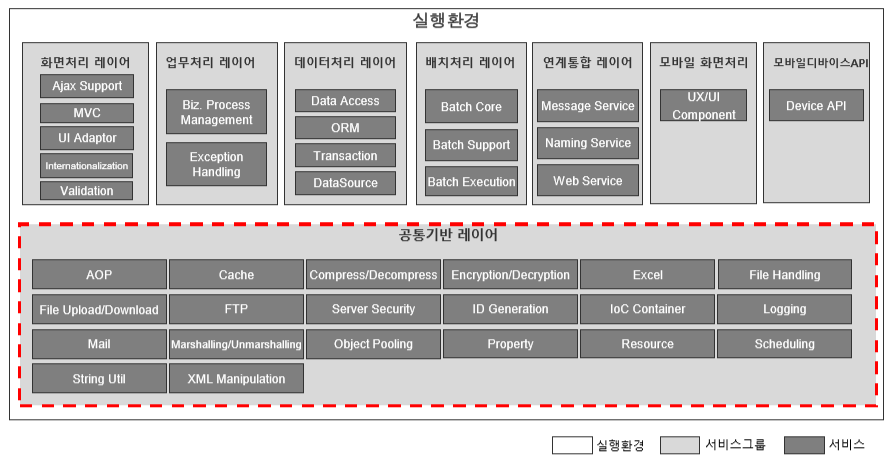 실행환경
화면처리 레이어
Ajax Support
MVC
UI Adaptor
Internationalization
Validation
업무처리 레이어
Biz. Process
Management
Exception
Handling
데이터처리 레이어
Data Access
ORM
Transaction
DataSource
배치처리 레이어
Batch Core
Batch Support
Batch Execution
연계통합 레이어
Message Service
Naming Service
Web Service
모바일 화면처리
UX/UI
Component
모바일디바이스API
Device API
공통기반 레이어
AOP
Cache
Compress/Decompress
Encryption/Decryption
Excel
File Handling
File Upload/Download
FTP
Server Security
ID Generation
IoC Container
Logging
Mail
Marshalling/Unmarshalling
Object Pooling
Property
Resource
Scheduling
String Util
XML Manipulation
실행환경
서비스그룹
서비스